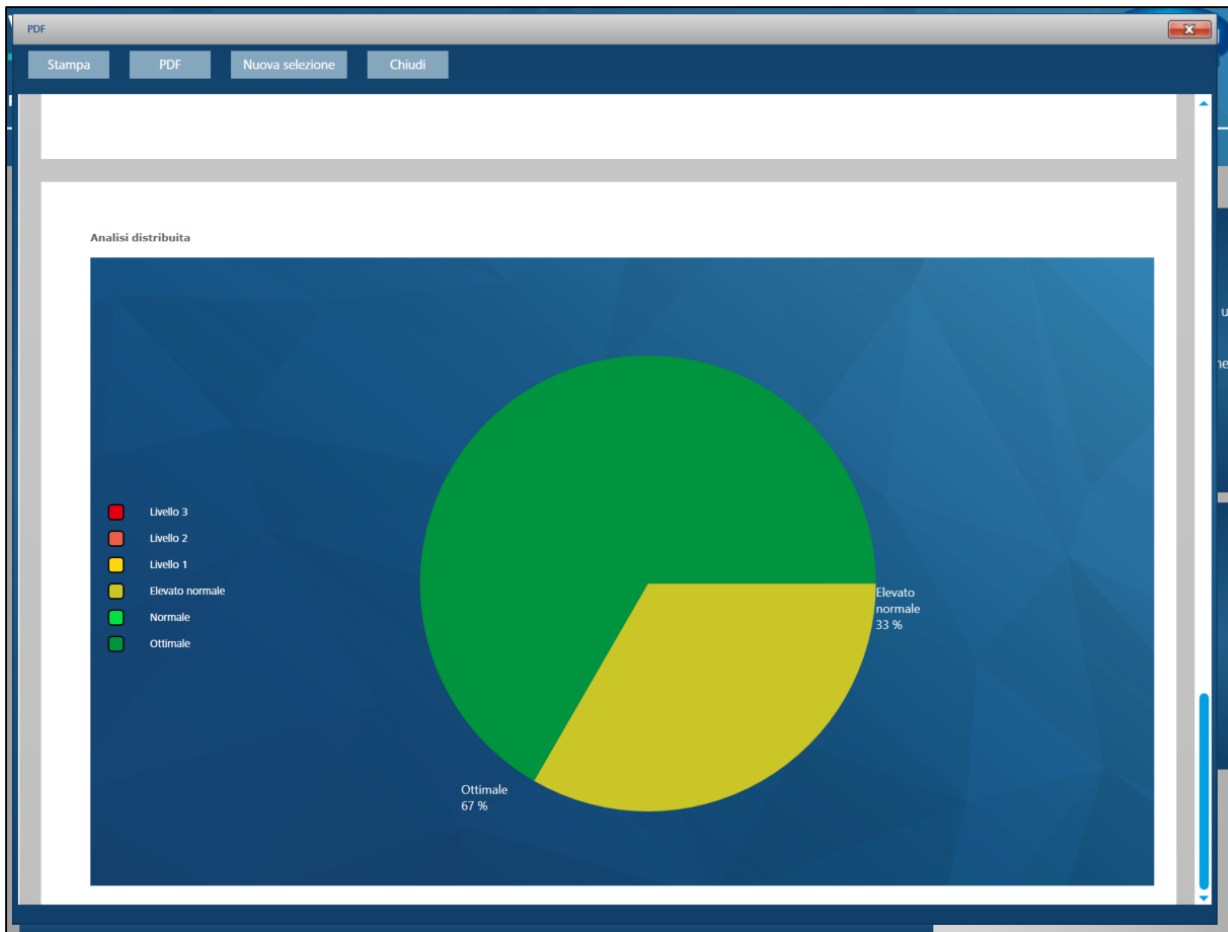 PDF
Stampa PDF Nuova selezione Chiudi
Analisi distribuita
Livello 3
Livello 2
Livello 1
Elevato normale
Normale
Ottimale
Elevato
normale
33 %
Ottimale
67 %